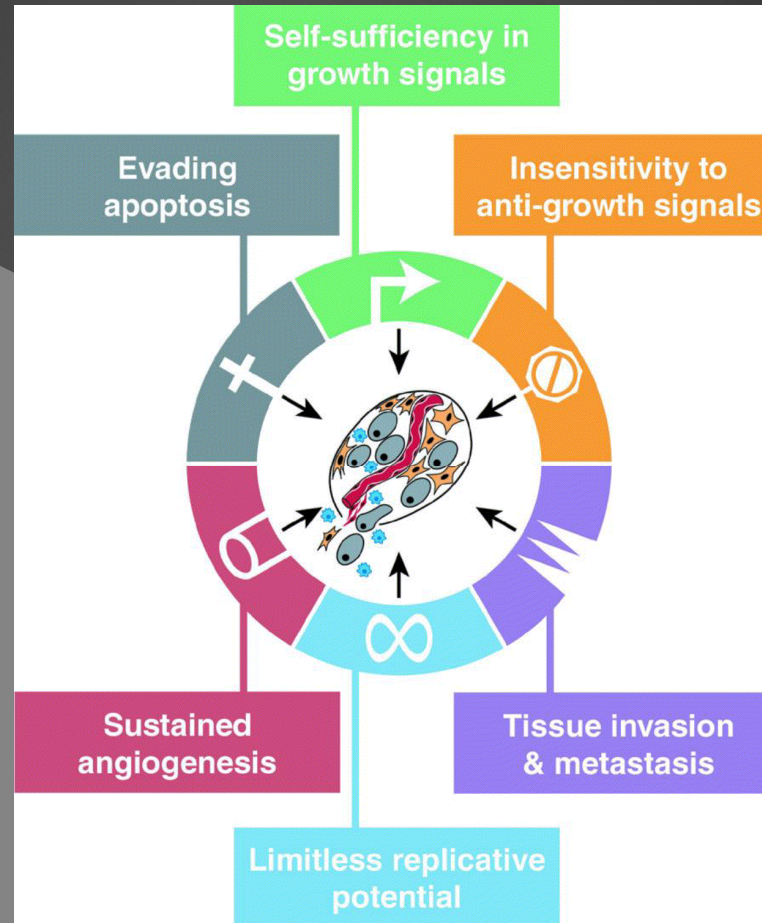 Self-sufficiency in
growth signals
Evading
apoptosis
Insensitivity to
anti-growth signals
Sustained
angiogenesis
Tissue invasion
& metastasis
Limitless replicative
potential